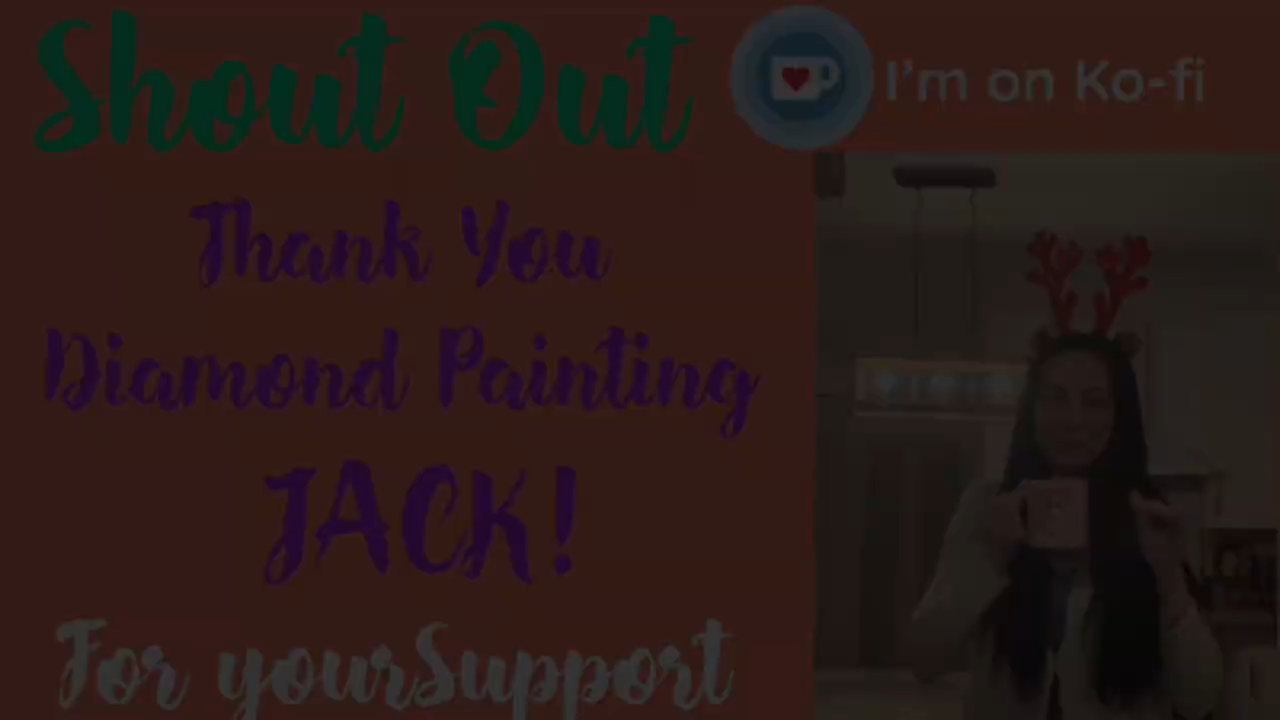 Shout Out
I'm on Ko-fi
Thank You
Diamond Painting
JACK!
For yourSupport